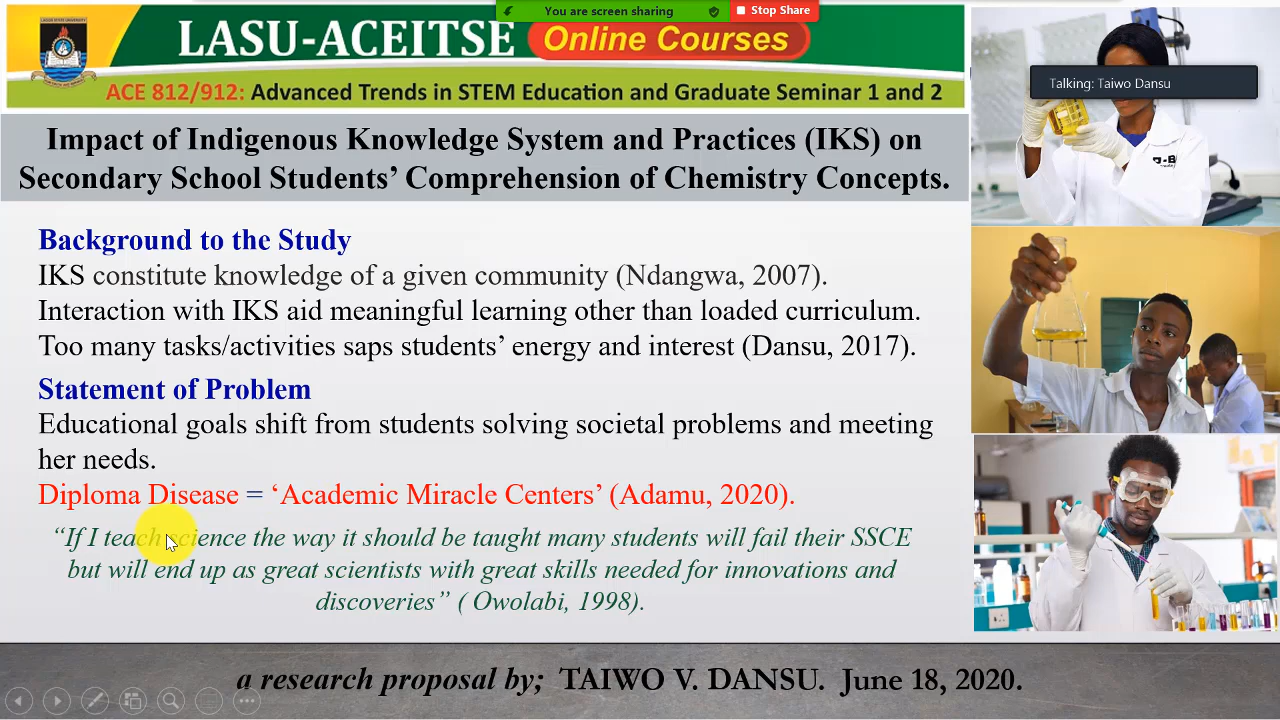 You are screen sharing
Stop Share
LASU-ACEITSE Online Courses
ACE 812/912: Advanced Trends in STEM Education and Graduate Seminar 1 and 2
Talking: Taiwo Dansu
Impact of Indigenous Knowledge System and Practices (IKS) on
Secondary School Students’ Comprehension of Chemistry Concepts.
Background to the Study
IKS constitute knowledge of a given community (Ndangwa, 2007).
Interaction with IKS aid meaningful learning other than loaded curriculum.
Too many tasks/activities saps students’ energy and interest (Dansu, 2017).
Statement of Problem
Educational goals shift from students solving societal problems and meeting
her needs.
Diploma Disease = ‘Academic Miracle Centers’ (Adamu, 2020).
“If I teach science the way it should be taught many students will fail their SSCE
but will end up as great scientists with great skills needed for innovations and
discoveries” ( Owolabi, 1998).
a research proposal by; TAIWO V. DANSU. June 18, 2020.